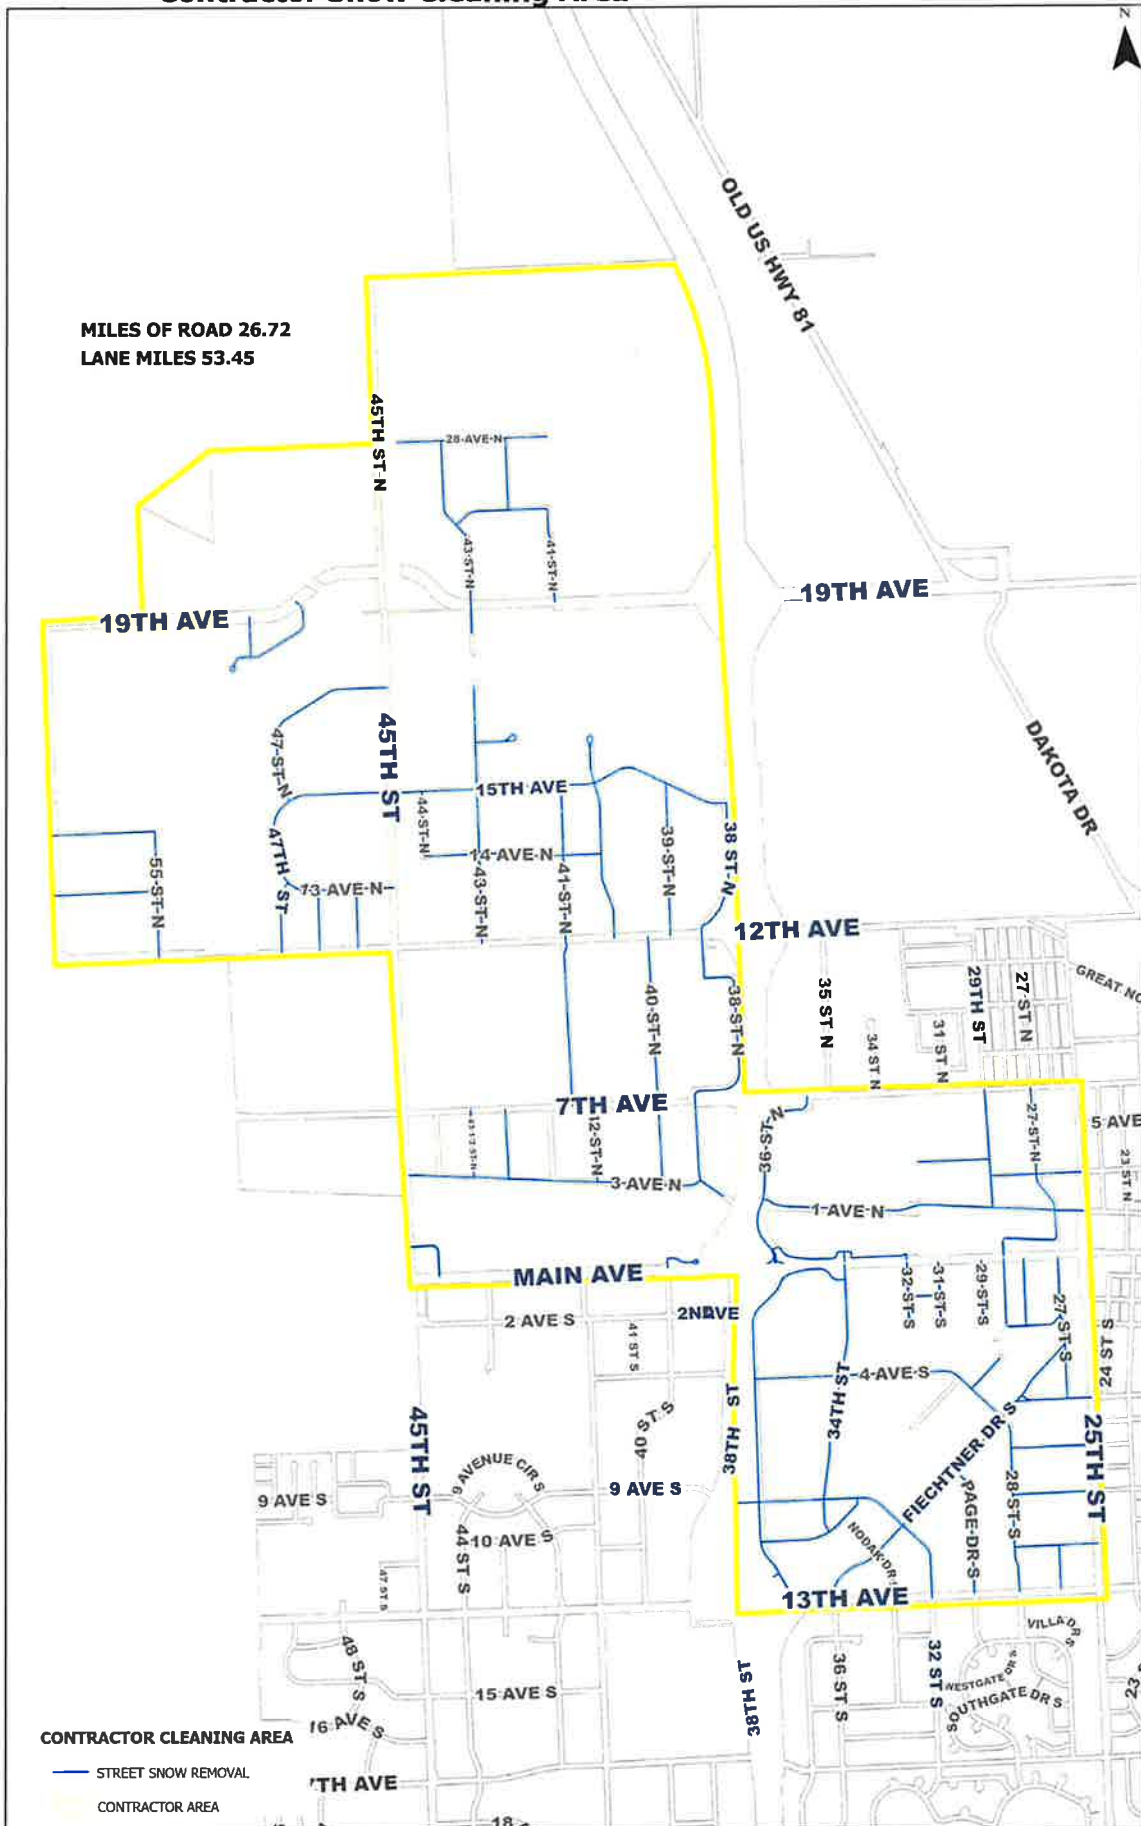 Contractor Snow Cleaning Area
N
OLD US HWY 81
MILES OF ROAD 26.72
LANE MILES 53.45
45TH ST N
28 AVE N
43 ST N
41 ST N
19TH AVE
19TH AVE
DAKOTA DR
47 ST N
45TH ST
15TH AVE
44 ST N
39 ST N
38 ST N
47TH ST
14 AVE N
55 ST N
13 AVE N
43 ST N
41 ST N
12TH AVE
40 ST N
38 ST N
35 ST N
34 ST N
31 ST N
29TH ST
27 ST N
7TH AVE
36 ST N
27 ST N
5 AVE
23 ST N
3 AVE N
1 AVE N
MAIN AVE
32 ST S
31 ST S
29 ST S
27 ST S
2 AVE S
41 ST S
24 ST S
4 AVE S
34TH ST
38TH ST
40 ST S
45TH ST
FIECHTNER DR S
25TH ST
9 AVENUE CIR S
9 AVE S
9 AVE S
PAGE DR S
28 ST S
10 AVE S
44 ST S
NODAK DR S
47 ST S
13TH AVE
VILLA DR S
48 ST S
36 ST S
32 ST S
WESTGATE DR S
SOUTHGATE DR S
38TH ST
15 AVE S
16 AVE S
23
CONTRACTOR CLEANING AREA
STREET SNOW REMOVAL
TH AVE
CONTRACTOR AREA
18